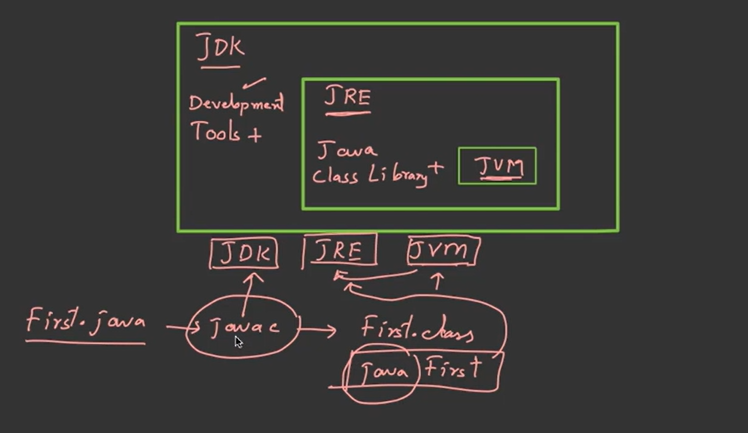 JDK
Development
Tools +
JRE
Java
Class Library +
JVM
JDK JRE JVM
First.java
javac
First.class
java First